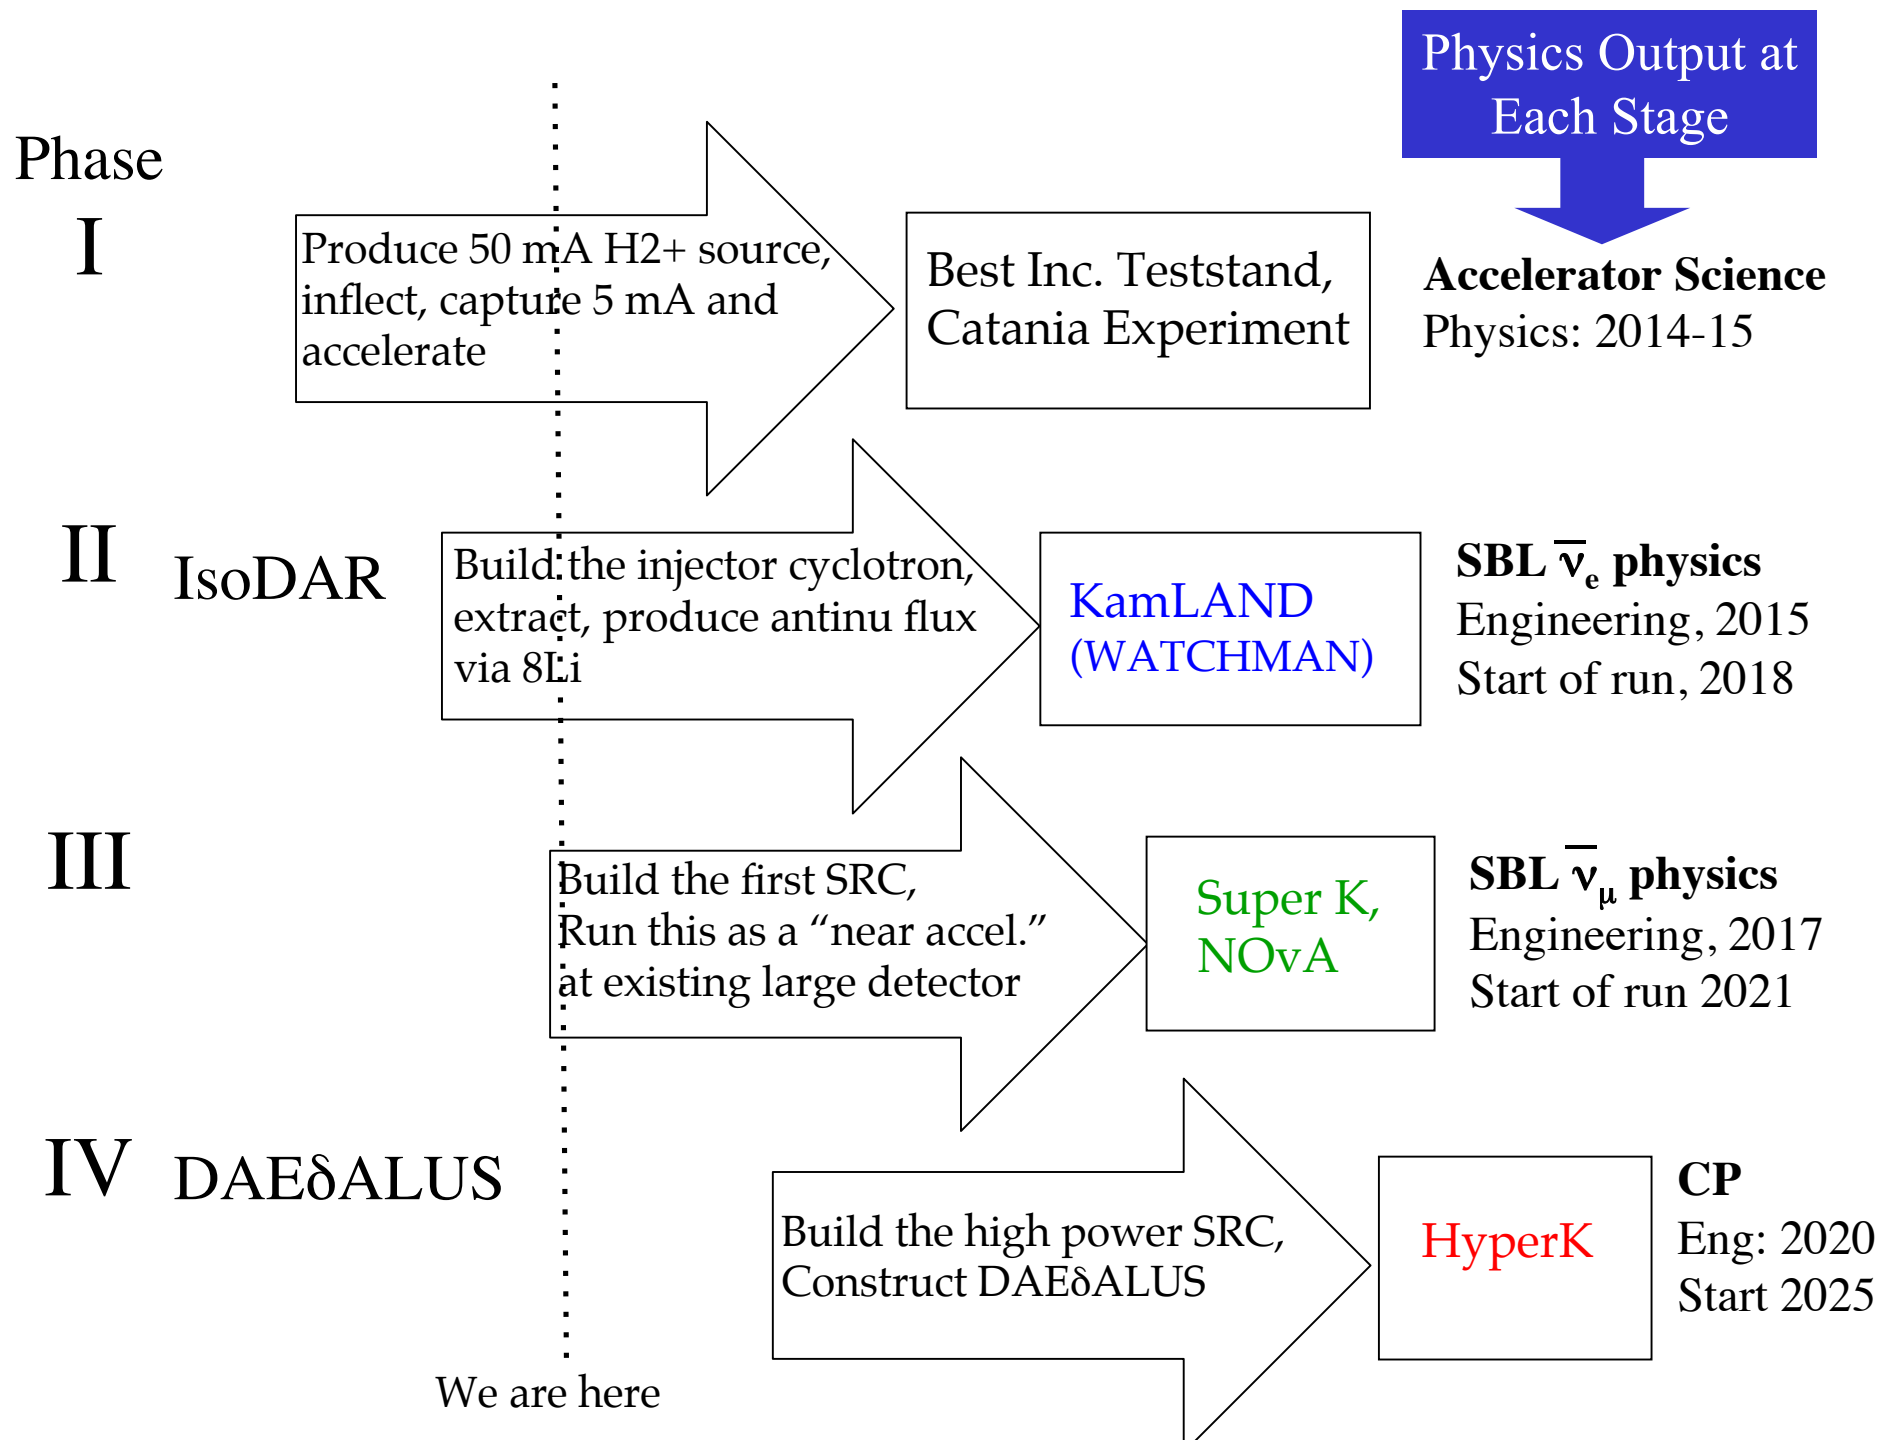 Physics Output at
Each Stage
Phase
I
Produce 50 mA H2+ source,
inflect, capture 5 mA and
accelerate
Best Inc. Teststand,
Catania Experiment
Accelerator Science
Physics: 2014-15
II
IsoDAR
Build the injector cyclotron,
extract, produce antinu flux
via 8Li
KamLAND
(WATCHMAN)
SBL ν̅e physics
Engineering, 2015
Start of run, 2018
III
Build the first SRC,
Run this as a “near accel.”
at existing large detector
Super K,
NOvA
SBL ν̅μ physics
Engineering, 2017
Start of run 2021
IV
DAEδALUS
Build the high power SRC,
Construct DAEδALUS
HyperK
CP
Eng: 2020
Start 2025
We are here